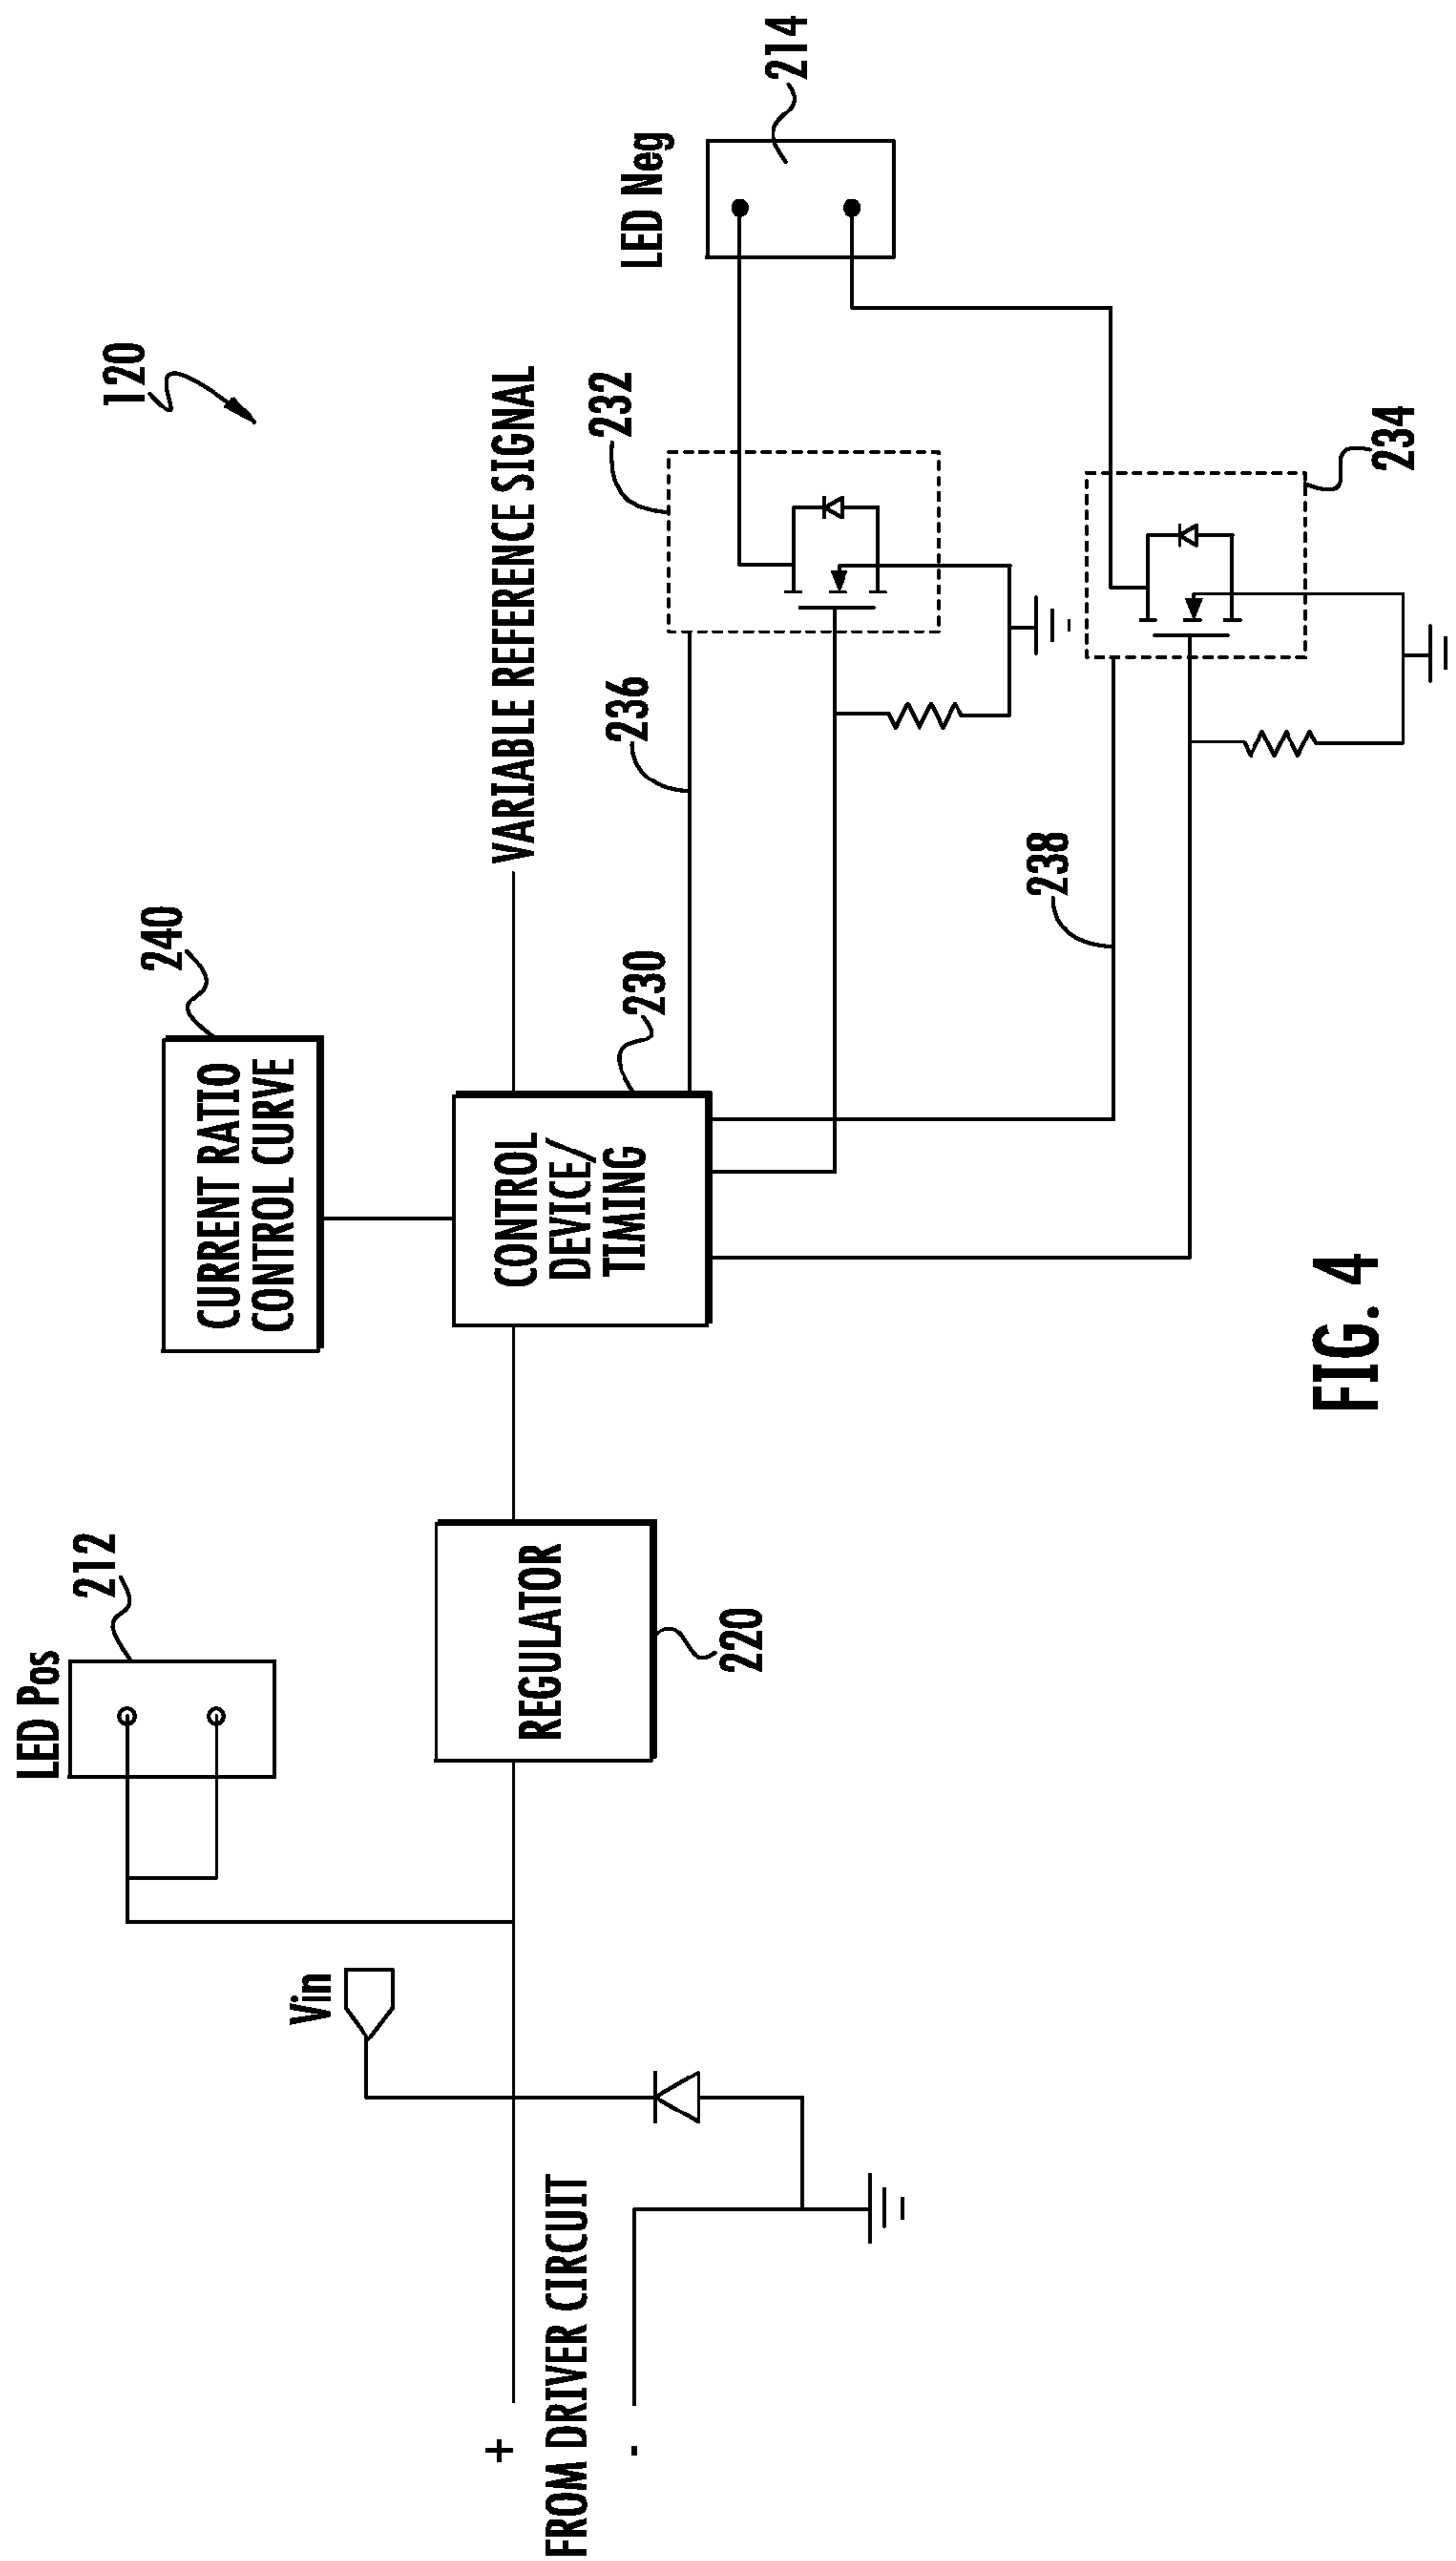 120
LED Pos
212
Vin
240
CURRENT RATIO
CONTROL CURVE
VARIABLE REFERENCE SIGNAL
LED Neg
214
+
FROM DRIVER CIRCUIT
-
REGULATOR
220
CONTROL
DEVICE/
TIMING
230
232
236
234
238
FIG. 4